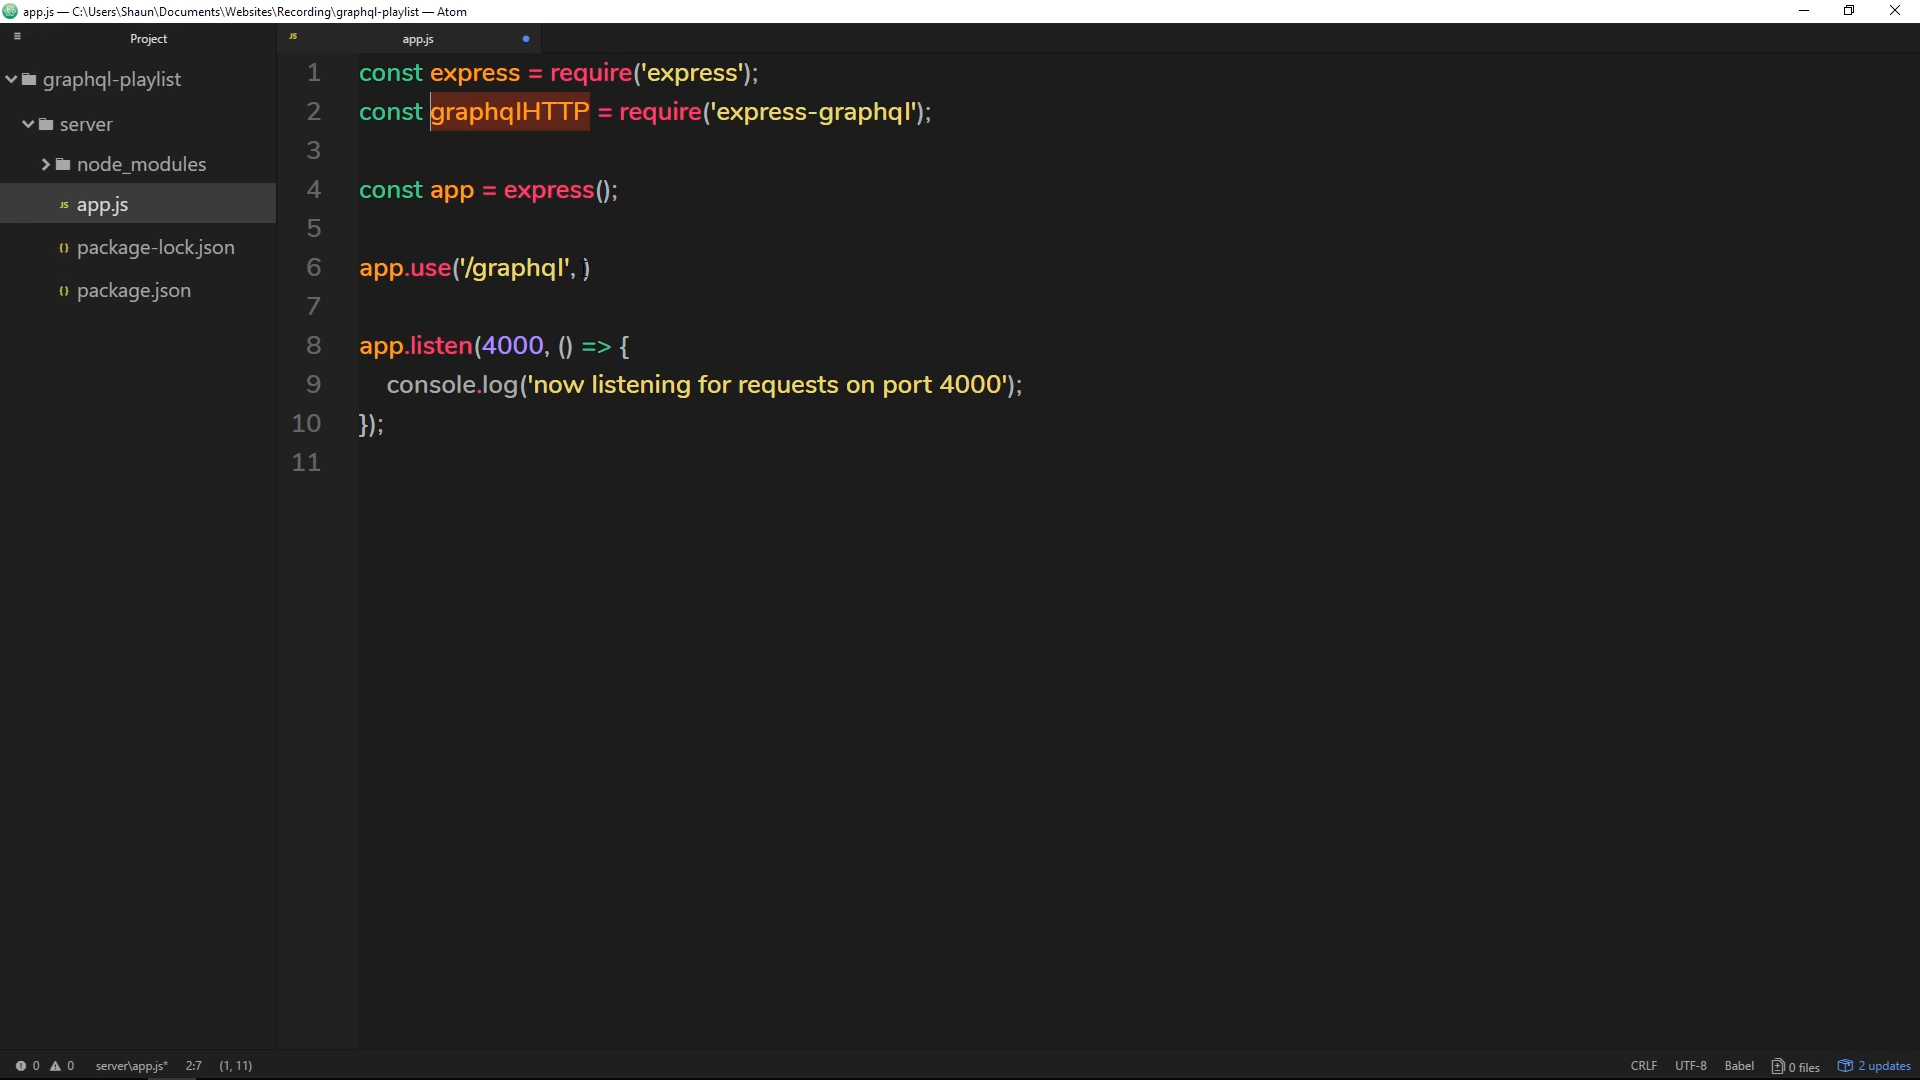 app.js — C:\Users\Shaun\Documents\Websites\Recording\graphql-playlist — Atom
Project
graphql-playlist
server
node_modules
app.js
package-lock.json
package.json
app.js
1 const express = require('express');
2 const graphqlHTTP = require('express-graphql');
3
4 const app = express();
5
6 app.use('/graphql', )
7
8 app.listen(4000, () => {
9 console.log('now listening for requests on port 4000');
10 });
11
0 0 server\app.js* 2:7 (1, 11) CRLF UTF-8 Babel 0 files 2 updates